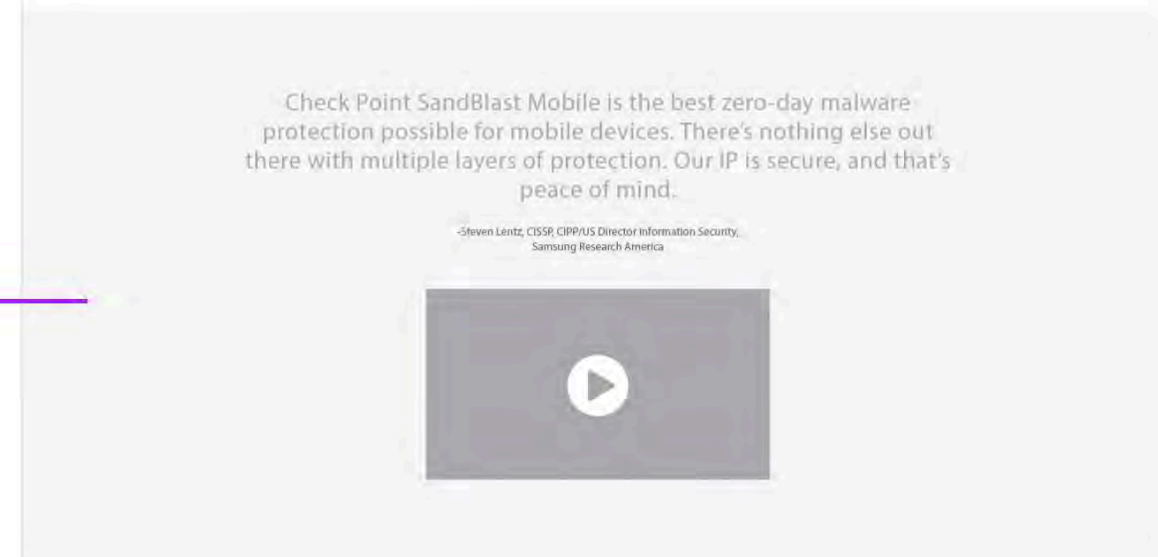 Check Point SandBlast Mobile is the best zero-day malware
protection possible for mobile devices. There's nothing else out
there with multiple layers of protection. Our IP is secure, and that's
peace of mind.
-Steven Lentz, CISSP, CIPP/US Director Information Security,
Samsung Research America